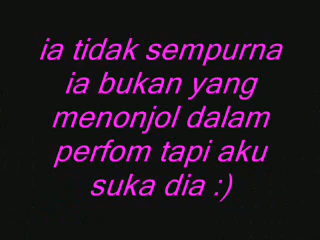 ia tidak sempurna
ia bukan yang
menonjol dalam
perfom tapi aku
suka dia :)